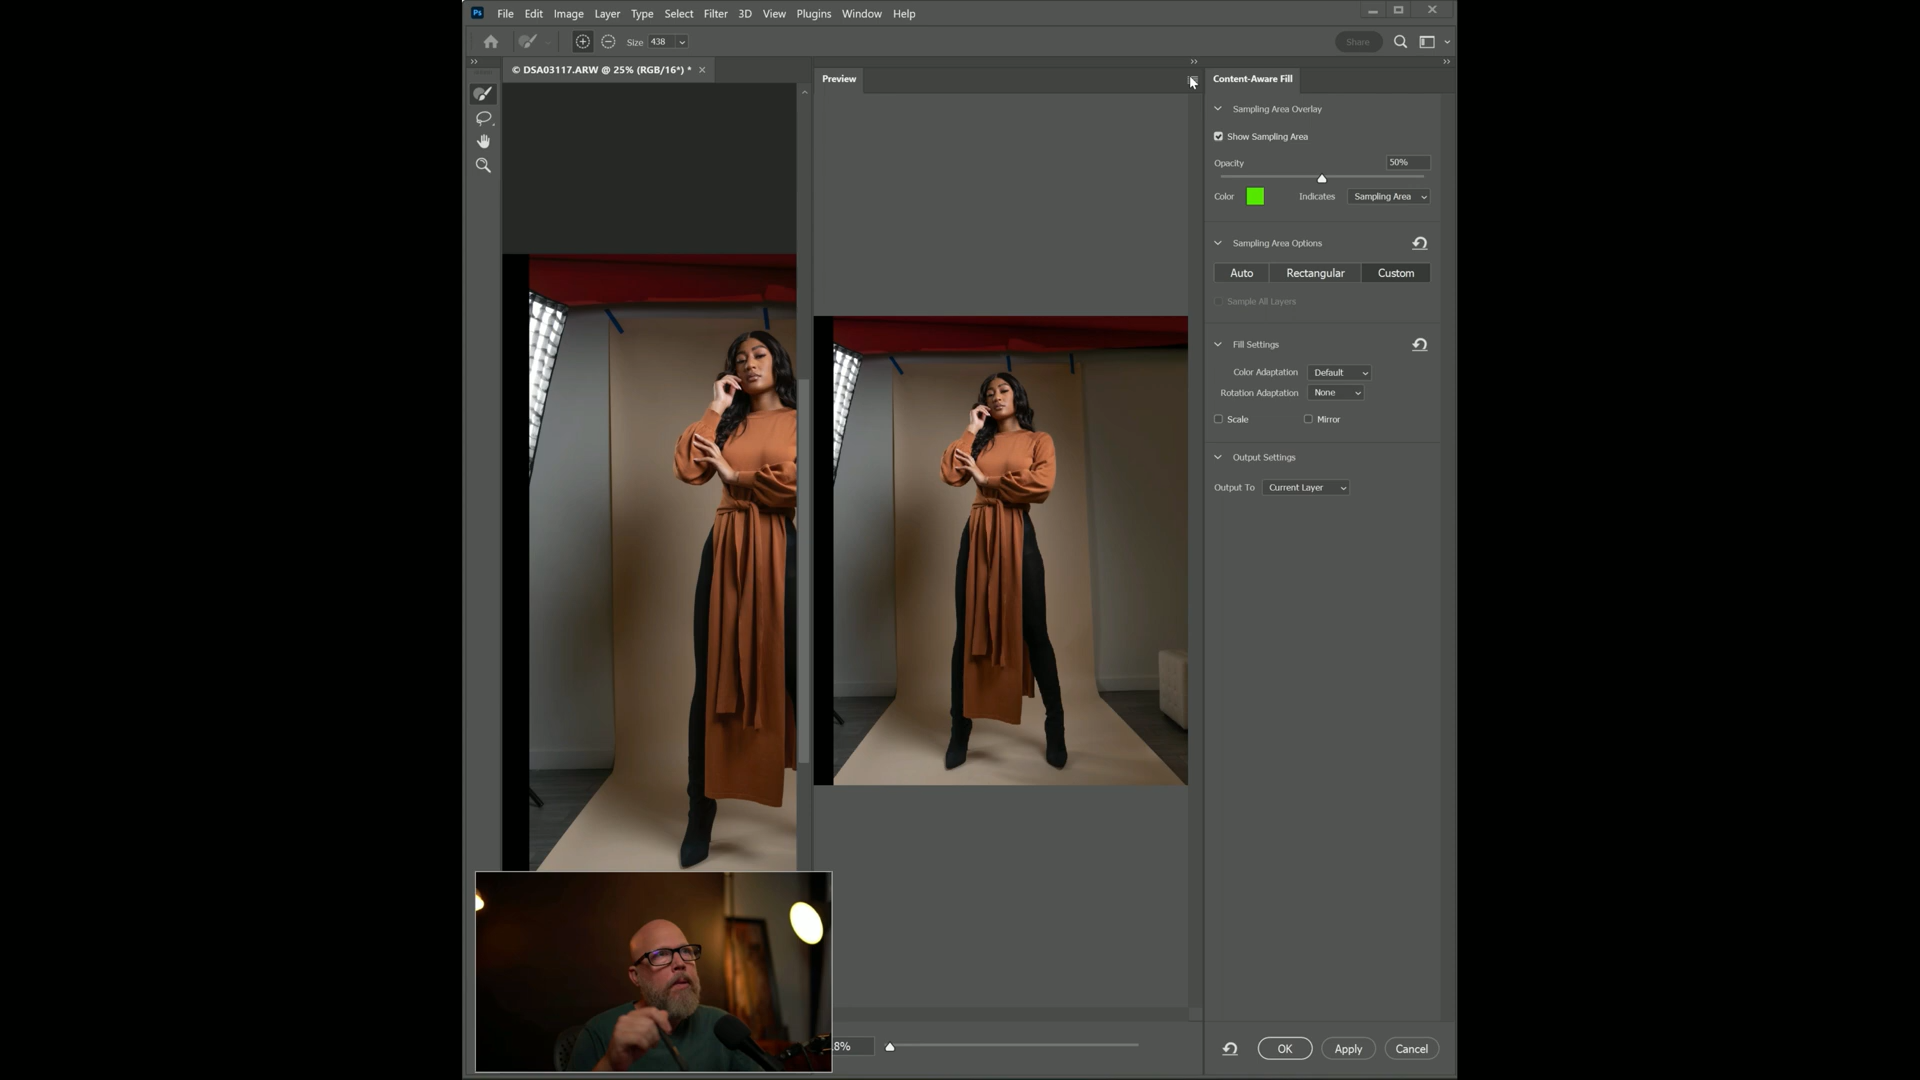 Ps File Edit Image Layer Type Select Filter 3D View Plugins Window Help
Size 438 Share
© DSA03117.ARW @ 25% (RGB/16*) *
Preview
Content-Aware Fill
Sampling Area Overlay
Show Sampling Area
Opacity 50%
Color Indicates Sampling Area
Sampling Area Options
Auto Rectangular Custom
Sample All Layers
Fill Settings
Color Adaptation Default
Rotation Adaptation None
Scale Mirror
Output Settings
Output To Current Layer
8% OK Apply Cancel